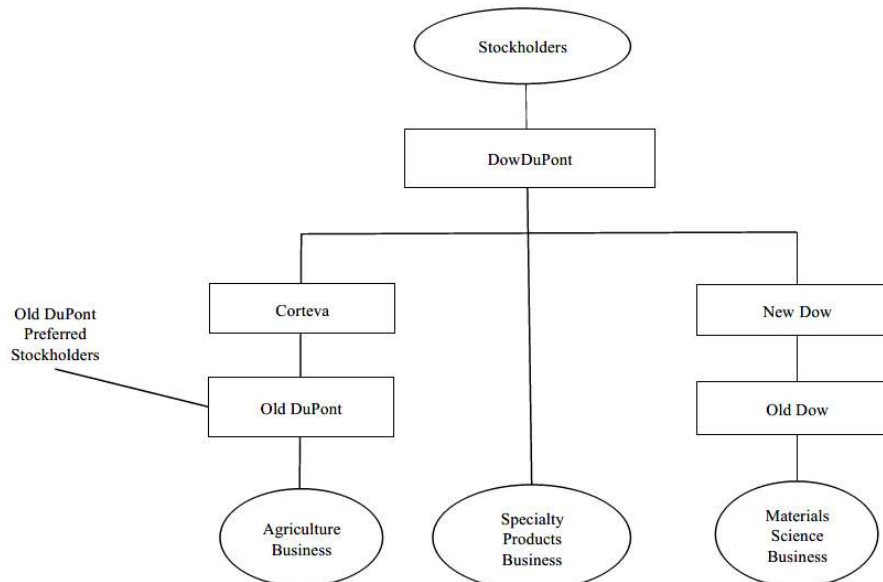 Stockholders
DowDuPont
Corteva
New Dow
Old DuPont
Preferred
Stockholders
Old DuPont
Old Dow
Agriculture
Business
Specialty
Products
Business
Materials
Science
Business